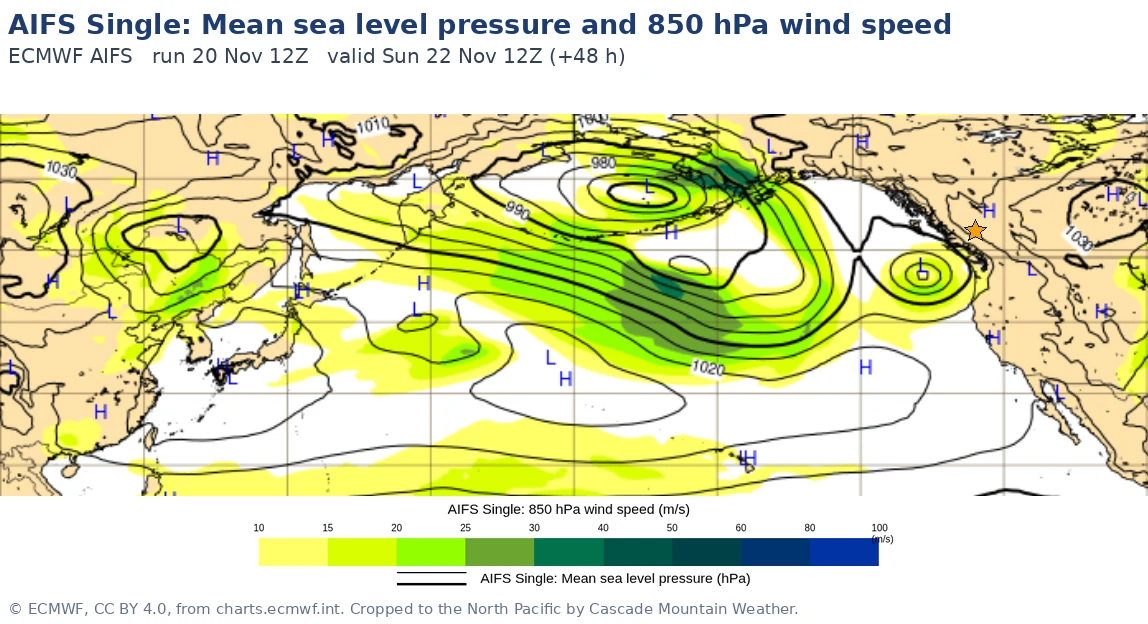 AIFS Single: Mean sea level pressure and 850 hPa wind speed
ECMWF AIFS run 20 Nov 12Z valid Sun 22 Nov 12Z (+48 h)
L
1000
1010
H
L
H
H
L
L
980
1030
L
L
L
H
H
L
990
L
H
L
H
1030
L
L
H
H
H
L
L
H
H
L
L
H
H
L
L
1020
H
H
L
H
L
H
H
AIFS Single: 850 hPa wind speed (m/s)
10 15 20 25 30 40 50 60 80 100
(m/s)
AIFS Single: Mean sea level pressure (hPa)
© ECMWF, CC BY 4.0, from charts.ecmwf.int. Cropped to the North Pacific by Cascade Mountain Weather.